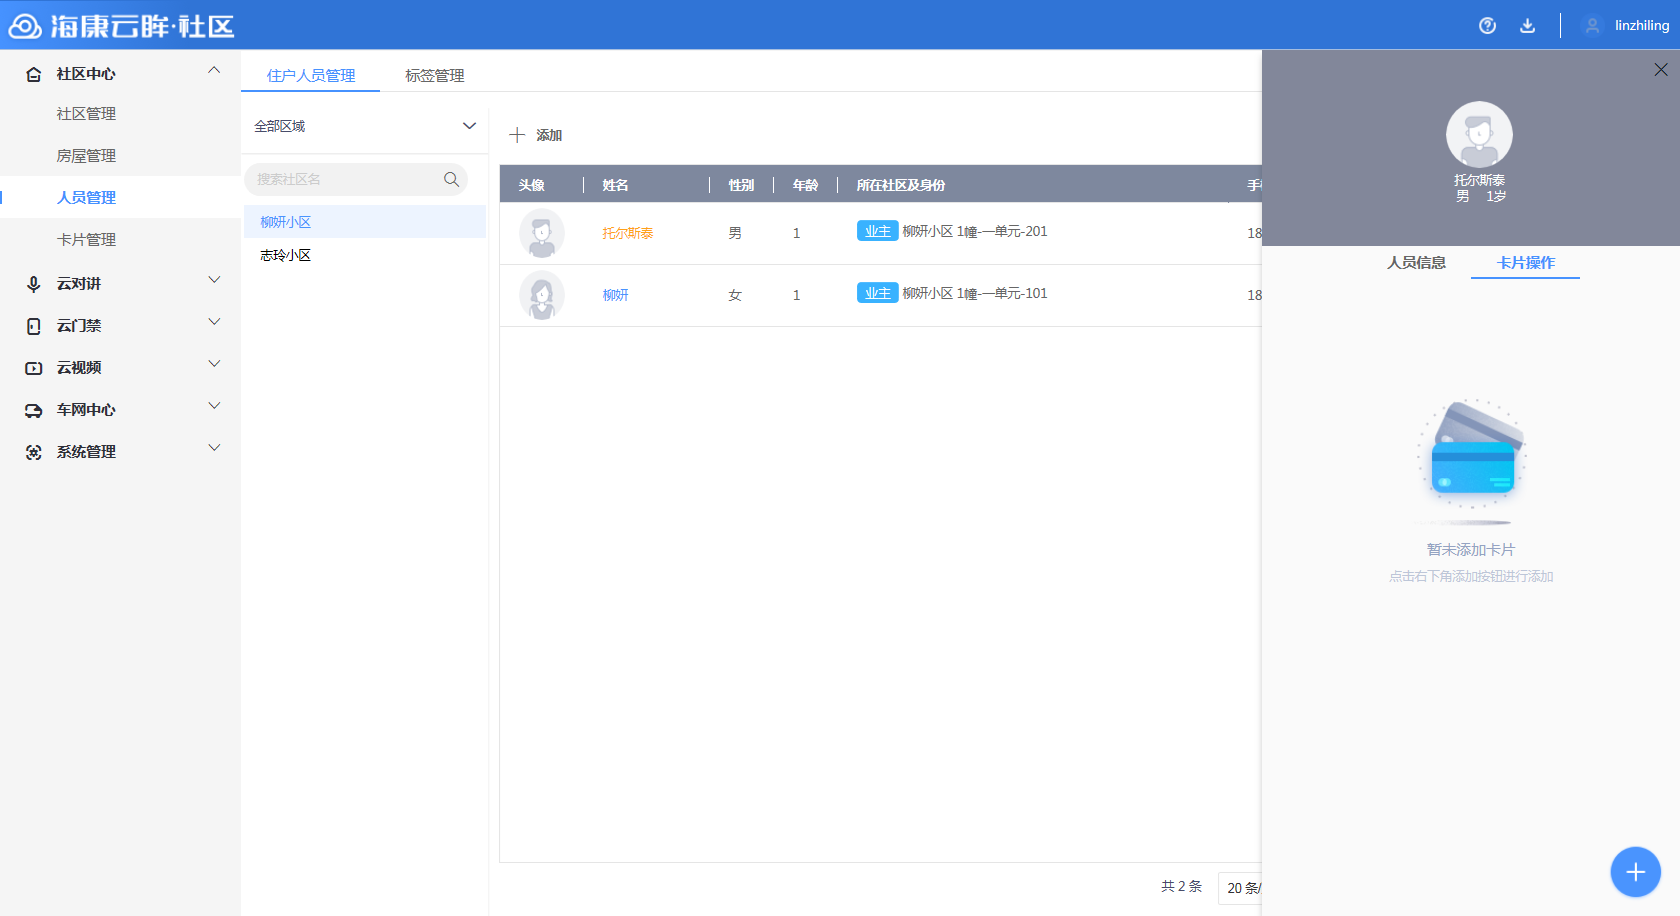 海康云眸·社区
linzhiling
社区中心
社区管理
房屋管理
人员管理
卡片管理
云对讲
云门禁
云视频
车网中心
系统管理
住户人员管理 标签管理
全部区域
搜索社区名
柳妍小区
志玲小区
添加
头像 姓名 性别 年龄 所在社区及身份
托尔斯泰 男 1 业主 柳妍小区 1幢-一单元-201 18
柳妍 女 1 业主 柳妍小区 1幢-一单元-101 18
共 2 条 20 条/
托尔斯泰
男 1岁
人员信息 卡片操作
暂未添加卡片
点击右下角添加按钮进行添加